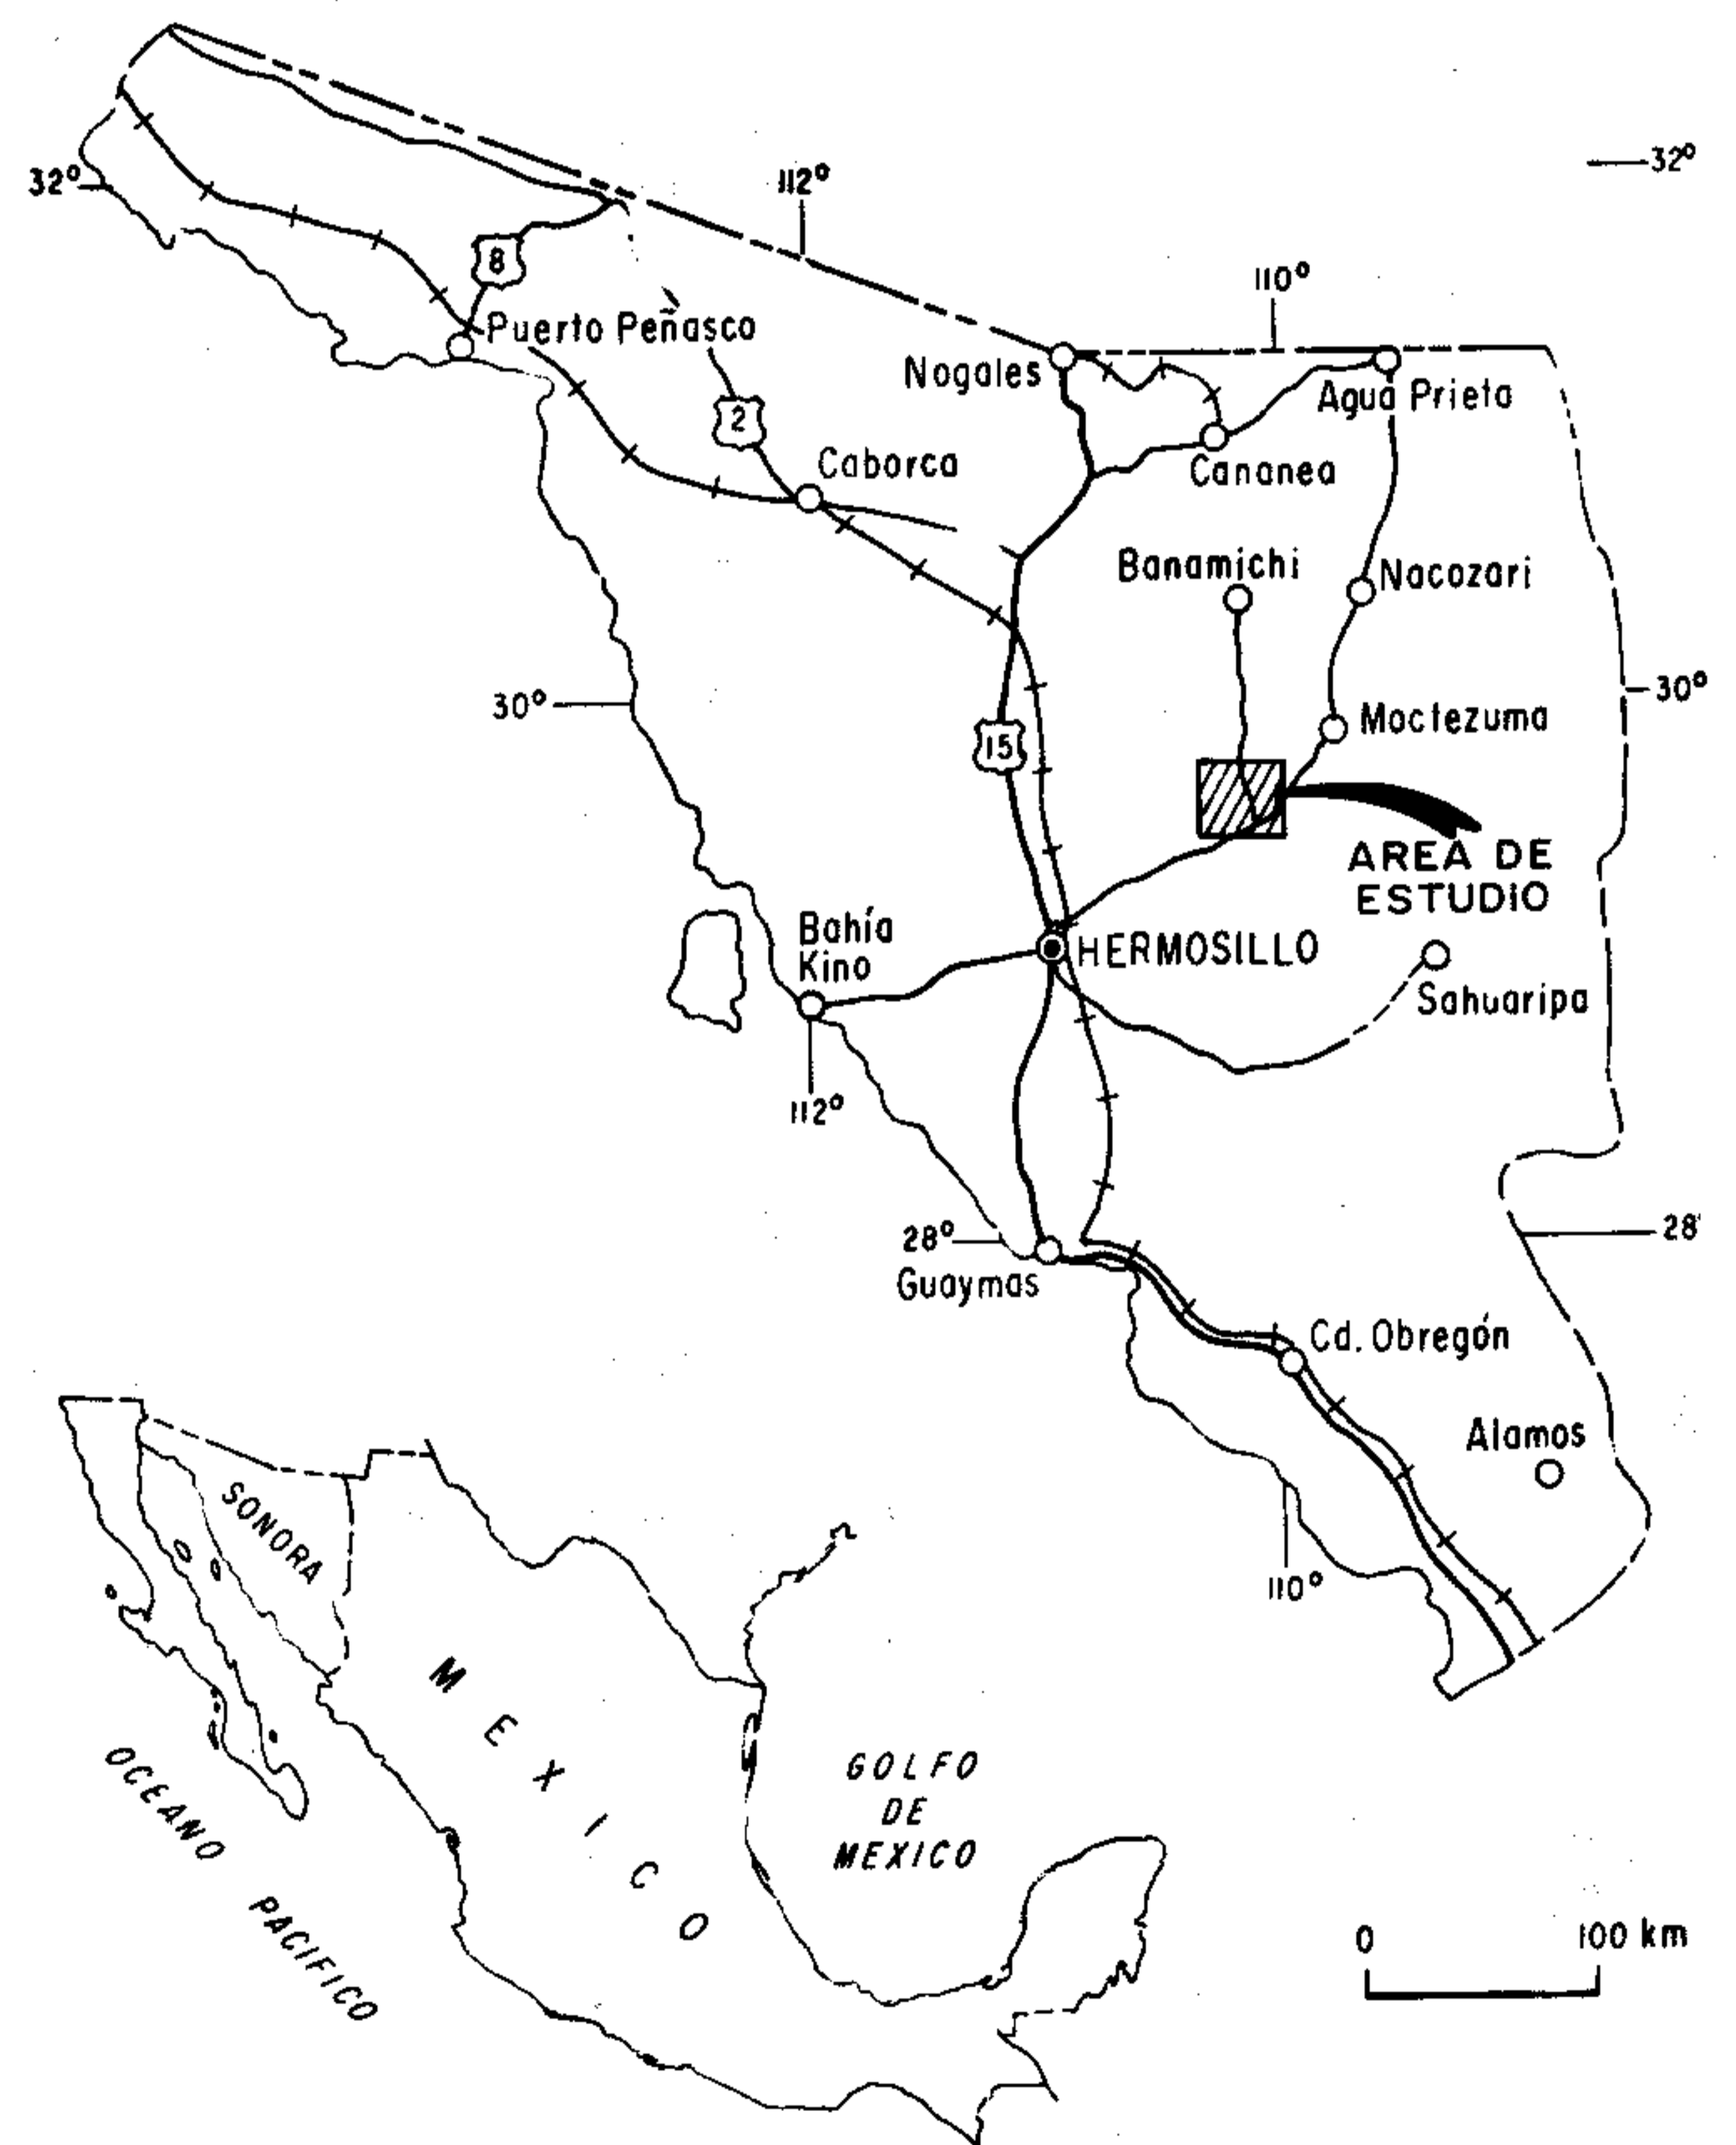 32°
112°
32°
8
110°
Puerto Peñasco
Nogales
Agua Prieta
2
Caborca
Cananea
Banamichi
Nacozari
30°
30°
Moctezuma
15
AREA DE
ESTUDIO
Bahía
Kino
HERMOSILLO
Sahuaripa
112°
28°
28'
Guaymas
Cd. Obregón
Alamos
SONORA
110°
MEXICO
GOLFO
DE
MEXICO
OCEANO
PACIFICO
0
100 km